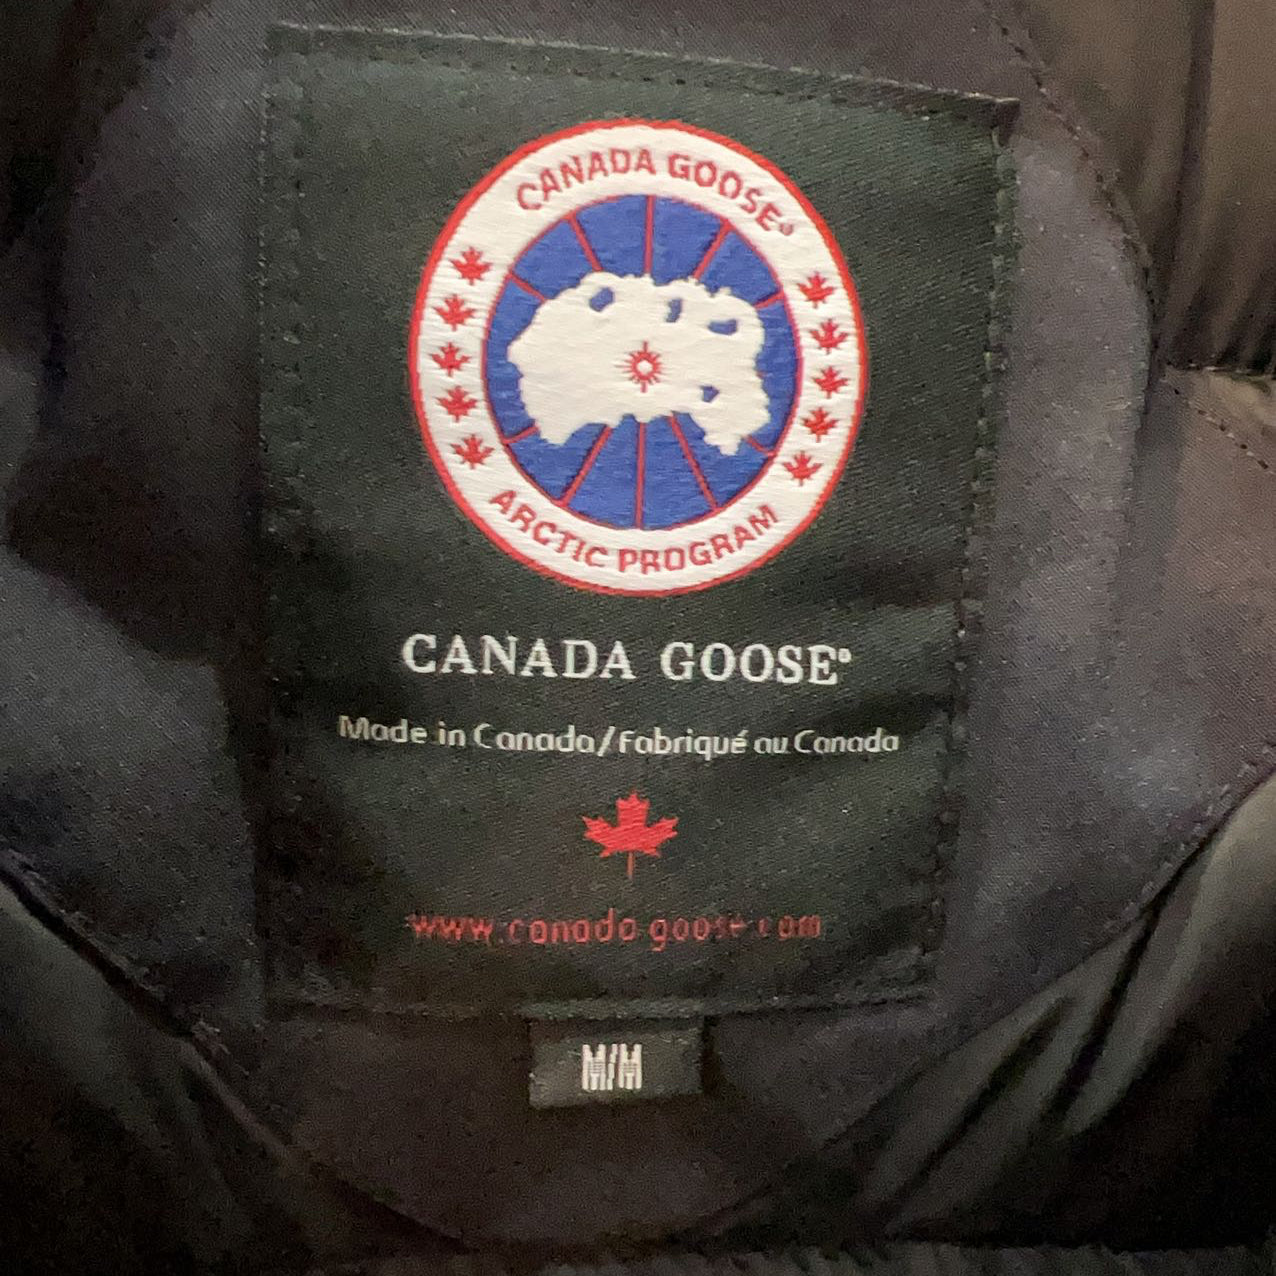 CANADA GOOSE®
ARCTIC PROGRAM
CANADA GOOSE®
Made in Canada/Fabriqué au Canada
www.canada-goose.com
M/M